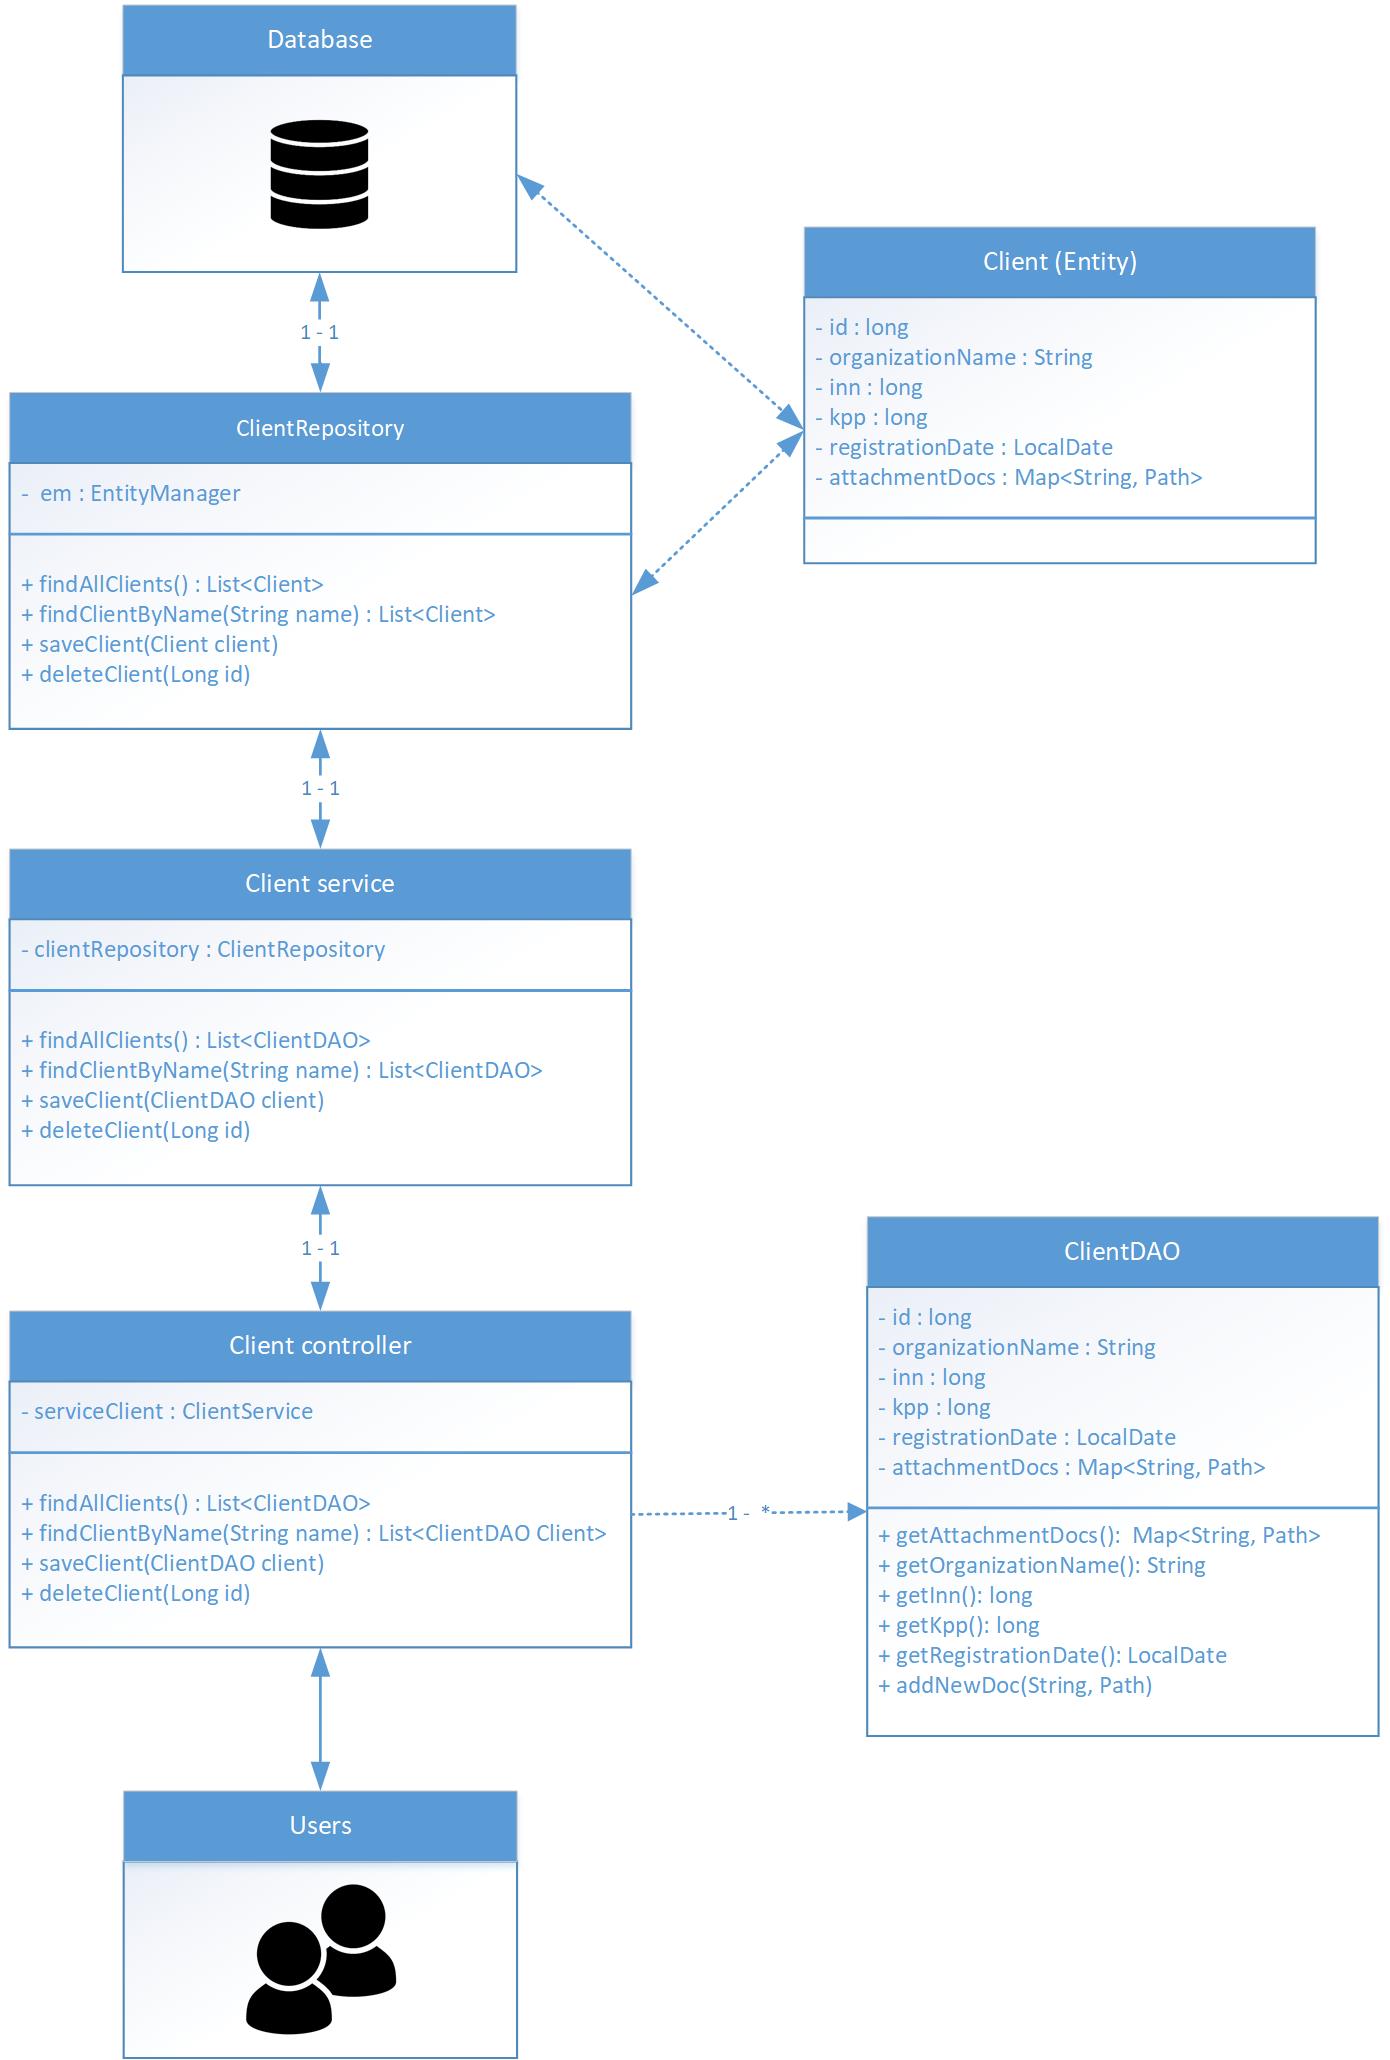 Database
1 - 1
Client (Entity)
- id : long
- organizationName : String
- inn : long
- kpp : long
- registrationDate : LocalDate
- attachmentDocs : Map<String, Path>
ClientRepository
-  em : EntityManager
+ findAllClients() : List<Client>
+ findClientByName(String name) : List<Client>
+ saveClient(Client client)
+ deleteClient(Long id)
1 - 1
Client service
- clientRepository : ClientRepository
+ findAllClients() : List<ClientDAO>
+ findClientByName(String name) : List<ClientDAO>
+ saveClient(ClientDAO client)
+ deleteClient(Long id)
1 - 1
Client controller
- serviceClient : ClientService
+ findAllClients() : List<ClientDAO>
+ findClientByName(String name) : List<ClientDAO Client>
+ saveClient(ClientDAO client)
+ deleteClient(Long id)
1 -  *
ClientDAO
- id : long
- organizationName : String
- inn : long
- kpp : long
- registrationDate : LocalDate
- attachmentDocs : Map<String, Path>
+ getAttachmentDocs():  Map<String, Path>
+ getOrganizationName(): String
+ getInn(): long
+ getKpp(): long
+ getRegistrationDate(): LocalDate
+ addNewDoc(String, Path)
Users